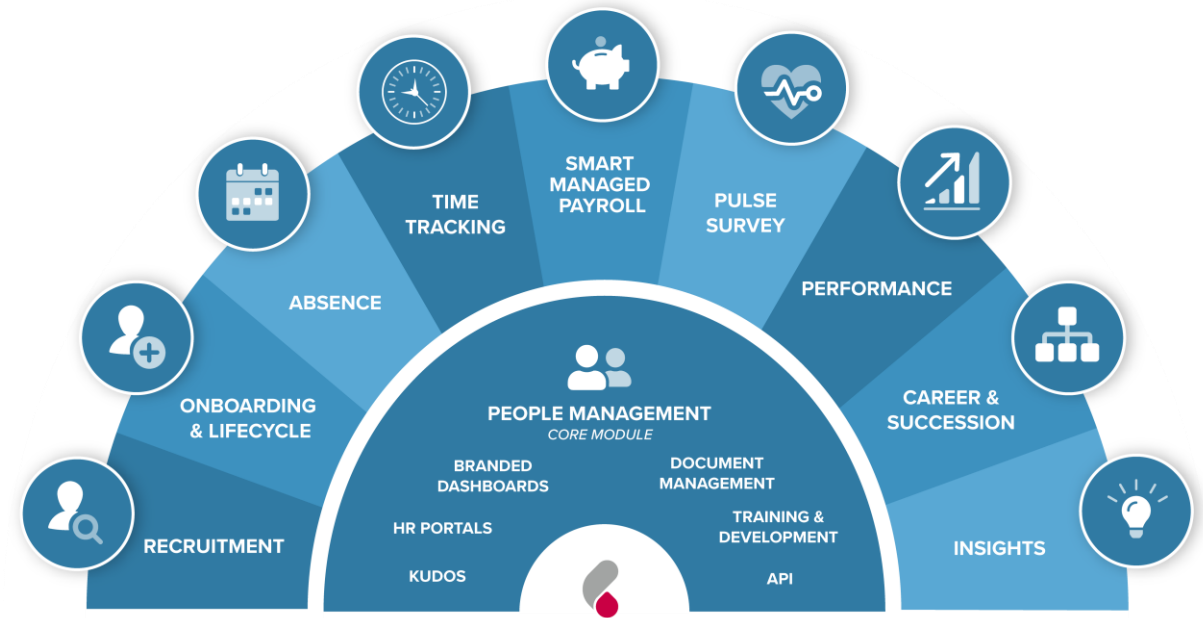 SMART
MANAGED
PAYROLL
TIME
TRACKING
PULSE
SURVEY
ABSENCE
PERFORMANCE
ONBOARDING
& LIFECYCLE
CAREER &
SUCCESSION
RECRUITMENT
INSIGHTS
PEOPLE MANAGEMENT
CORE MODULE
BRANDED
DASHBOARDS
DOCUMENT
MANAGEMENT
HR PORTALS
TRAINING &
DEVELOPMENT
KUDOS
API